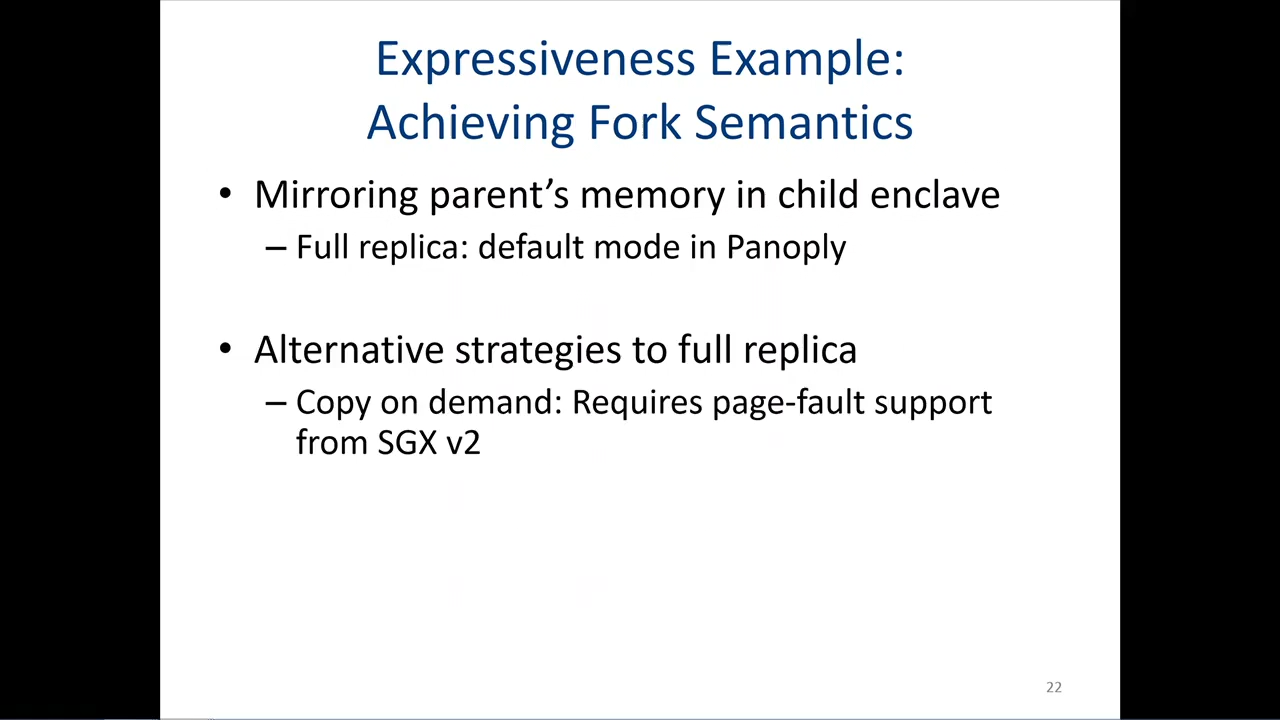 Expressiveness Example:
Achieving Fork Semantics
• Mirroring parent’s memory in child enclave
– Full replica: default mode in Panoply
• Alternative strategies to full replica
– Copy on demand: Requires page-fault support
from SGX v2
22